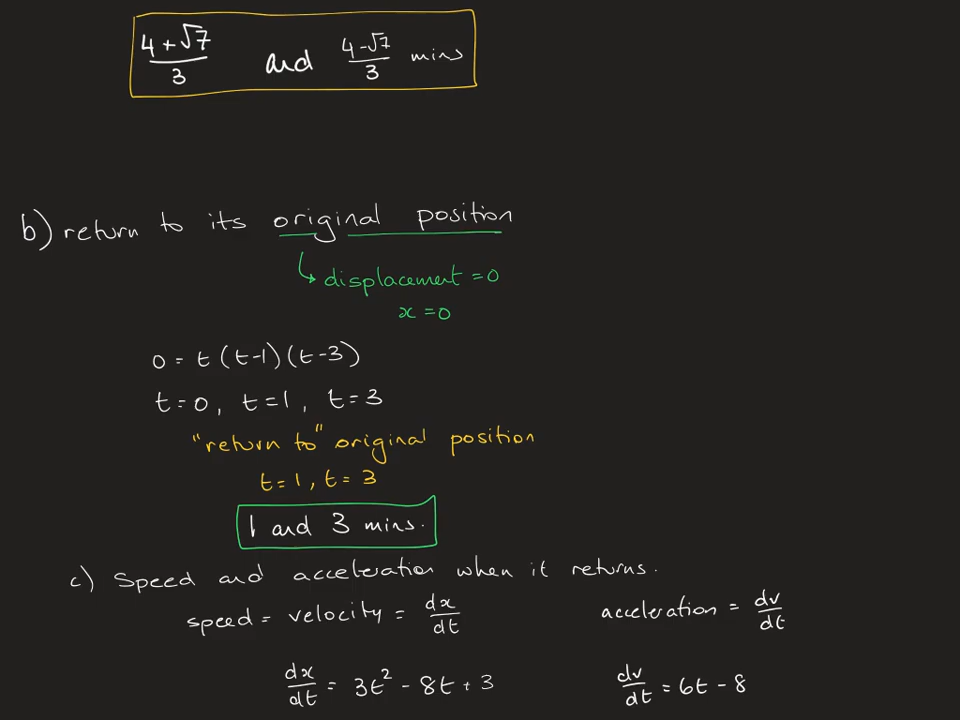 (4+√7)/3 and (4-√7)/3 mins
b) return to its original position
↳ displacement = 0
x = 0
0 = t(t-1)(t-3)
t = 0, t = 1, t = 3
"return to" original position
t = 1, t = 3
1 and 3 mins.
c) Speed and acceleration when it returns.
speed = velocity = dx/dt acceleration = dv/dt
dx/dt = 3t² - 8t + 3 dv/dt = 6t - 8